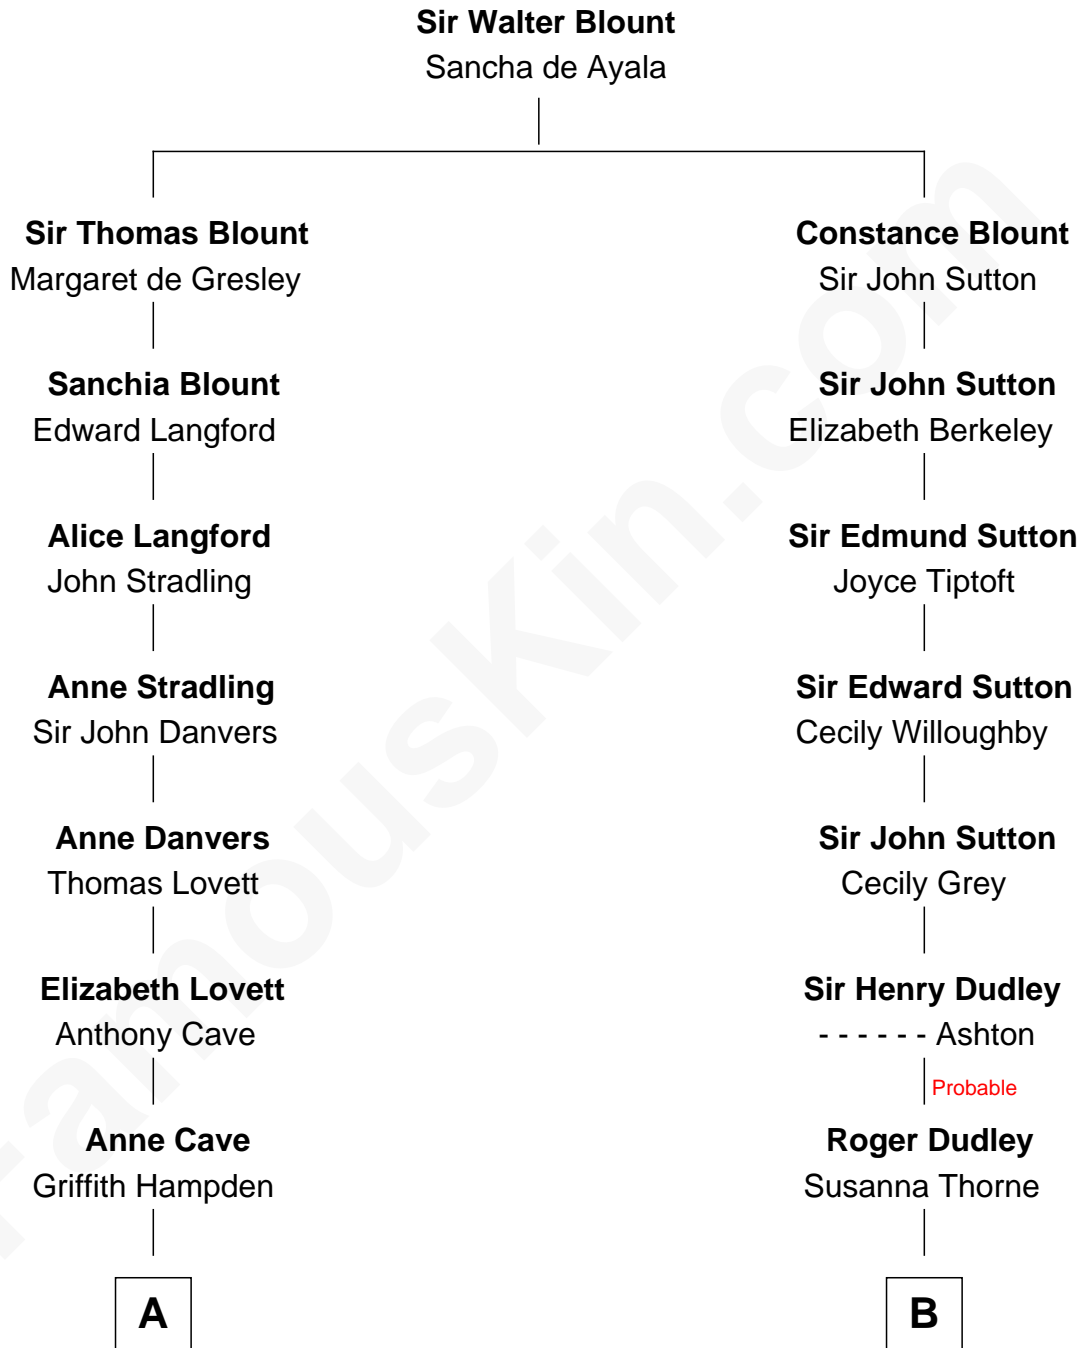 Sir Walter Blount
Sancha de Ayala
Sir Thomas Blount
Margaret de Gresley
Constance Blount
Sir John Sutton
Sanchia Blount
Edward Langford
Sir John Sutton
Elizabeth Berkeley
Alice Langford
John Stradling
Sir Edmund Sutton
Joyce Tiptoft
Anne Stradling
Sir John Danvers
Sir Edward Sutton
Cecily Willoughby
Anne Danvers
Thomas Lovett
Sir John Sutton
Cecily Grey
Elizabeth Lovett
Anthony Cave
Sir Henry Dudley
- - - - - - Ashton
Probable
Anne Cave
Griffith Hampden
Roger Dudley
Susanna Thorne
A
B
FamousKin.com